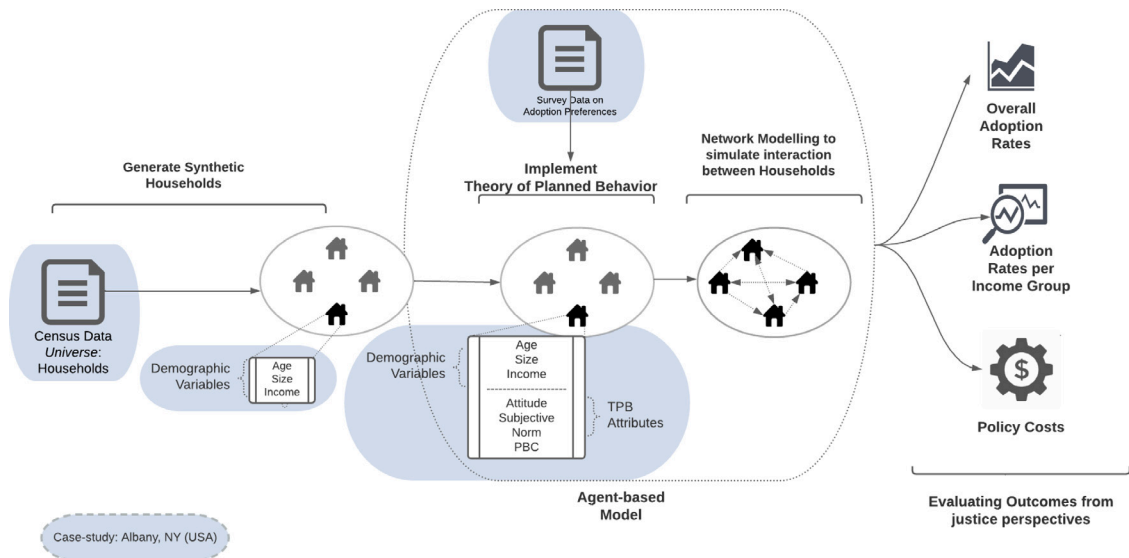 Survey Data on
Adoption Preferences
Generate Synthetic
Households
Implement
Theory of Planned Behavior
Network Modelling to
simulate interaction
between Households
Census Data
Universe:
Households
Demographic
Variables
Age
Size
Income
Demographic
Variables
Age
Size
Income
Attitude
Subjective
Norm
PBC
TPB
Attributes
Agent-based
Model
Overall
Adoption
Rates
Adoption
Rates per
Income Group
$
Policy Costs
Evaluating Outcomes from
justice perspectives
Case-study: Albany, NY (USA)